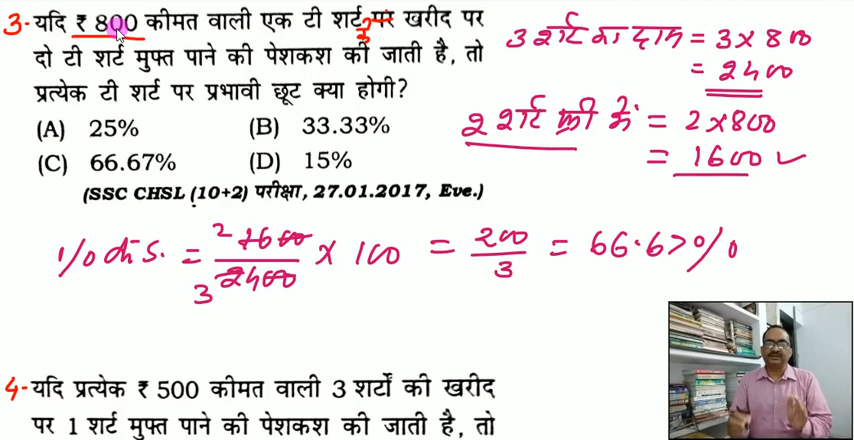 3- यदि ₹ 800 कीमत वाली एक टी शर्ट पर खरीद पर
दो टी शर्ट मुफ्त पाने की पेशकश की जाती है, तो
प्रत्येक टी शर्ट पर प्रभावी छूट क्या होगी?
(A) 25% (B) 33.33%
(C) 66.67% (D) 15%
(SSC CHSL (10+2) परीक्षा, 27.01.2017, Eve.)
3 शर्ट का दाम = 3 × 800
= 2400
2 शर्ट की = 2 × 800
= 1600
% dis. = 1600/2400 × 100 = 200/3 = 66.67%
4- यदि प्रत्येक ₹ 500 कीमत वाली 3 शर्टों की खरीद
पर 1 शर्ट मुफ्त पाने की पेशकश की जाती है, तो